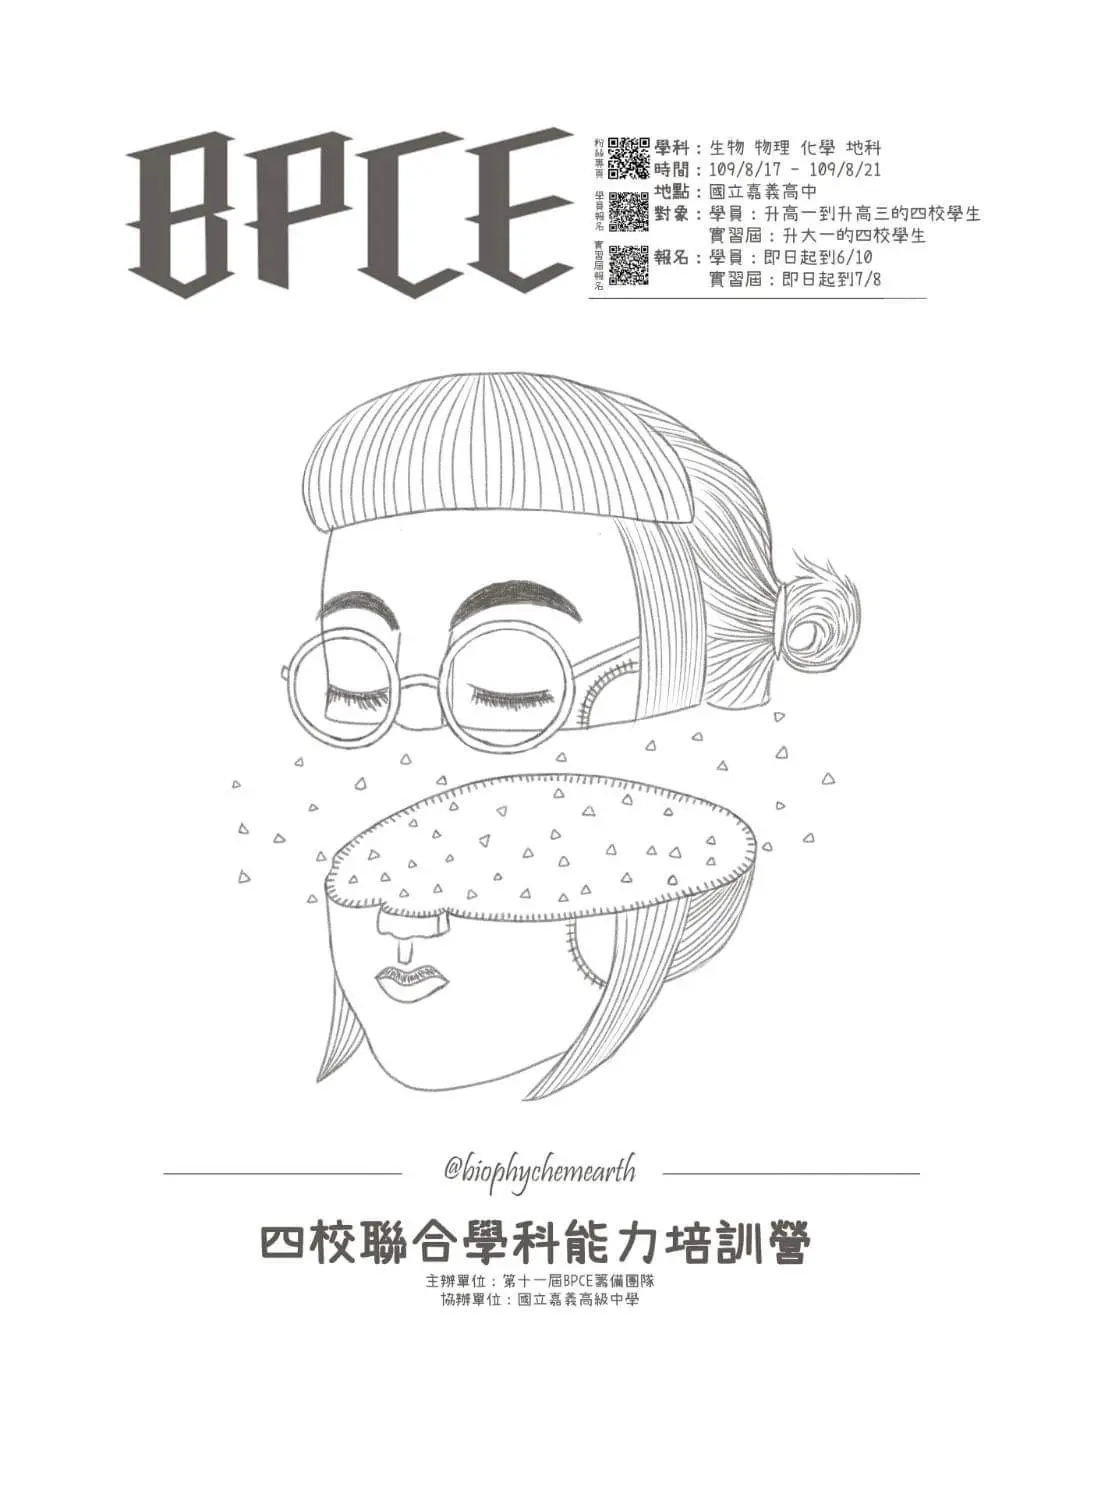 BPCE
粉絲專頁
學員報名
實習屆報名
學科：生物 物理 化學 地科
時間：109/8/17 - 109/8/21
地點：國立嘉義高中
對象：學員：升高一到升高三的四校學生
實習屆：升大一的四校學生
報名：學員：即日起到6/10
實習屆：即日起到7/8
@biophychemearth
四校聯合學科能力培訓營
主辦單位：第十一屆BPCE籌備團隊
協辦單位：國立嘉義高級中學